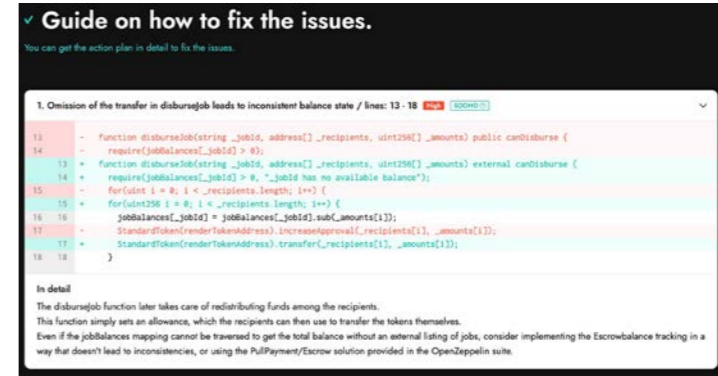 Guide on how to fix the issues.
You can get the action plan in detail to fix the issues.
1. Omission of the transfer in disburseJob leads to inconsistent balance state / lines: 13 - 18 High
13 - function disburseJob(string _jobId, address[] _recipients, uint256[] _amounts) public canDisburse {
14 - require(jobBalances[_jobId] > 0);
13 + function disburseJob(string _jobId, address[] _recipients, uint256[] _amounts) external canDisburse {
14 + require(jobBalances[_jobId] > 0, "_jobId has no available balance");
15 - for(uint i = 0; i < _recipients.length; i++) {
15 + for(uint256 i = 0; i < _recipients.length; i++) {
16 16 jobBalances[_jobId] = jobBalances[_jobId].sub(_amounts[i]);
17 - StandardToken(renderTokenAddress).increaseApproval(_recipients[i], _amounts[i]);
17 + StandardToken(renderTokenAddress).transfer(_recipients[i], _amounts[i]);
18 18 }
In detail
The disburseJob function later takes care of redistributing funds among the recipients.
This function simply sets an allowance, which the recipients can then use to transfer the tokens themselves.
Even if the jobBalances mapping cannot be traversed to get the total balance without an external listing of jobs, consider implementing the Escrowbalance tracking in a
way that doesn't lead to inconsistencies, or using the PullPayment/Escrow solution provided in the OpenZeppelin suite.